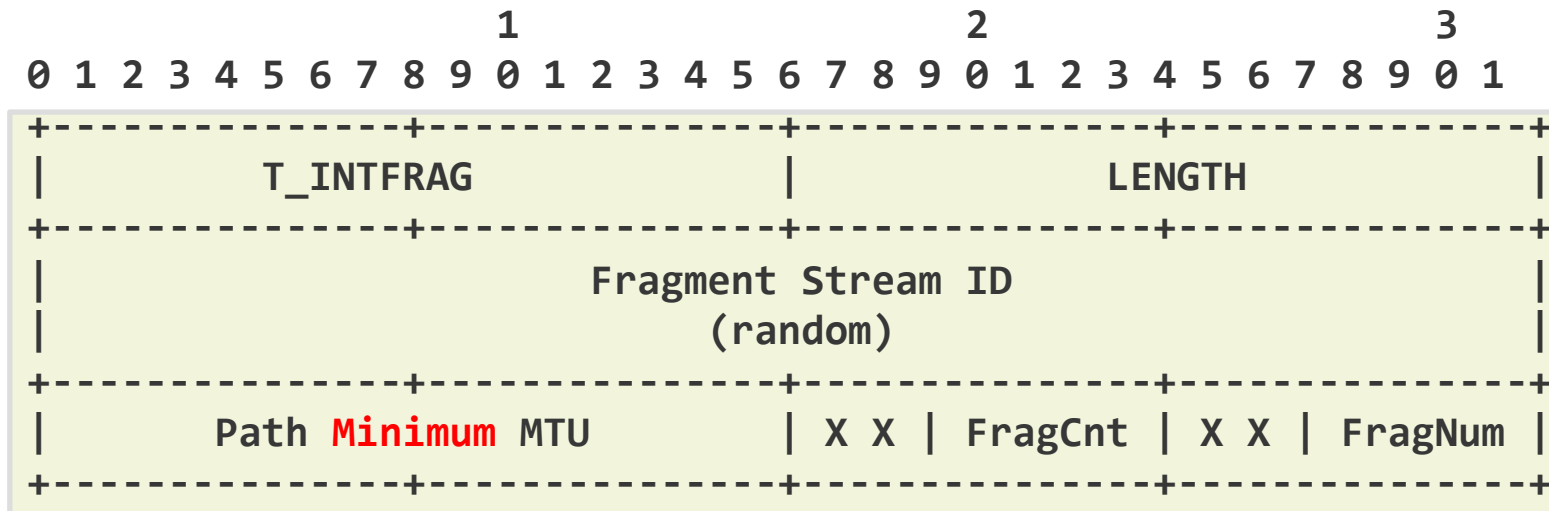 1 2 3
0 1 2 3 4 5 6 7 8 9 0 1 2 3 4 5 6 7 8 9 0 1 2 3 4 5 6 7 8 9 0 1
+---------------+---------------+---------------+---------------+
| T_INTFRAG | LENGTH |
+---------------+---------------+---------------+---------------+
| Fragment Stream ID |
| (random) |
+---------------+---------------+---------------+---------------+
| Path Minimum MTU | X X | FragCnt | X X | FragNum |
+---------------+---------------+---------------+---------------+